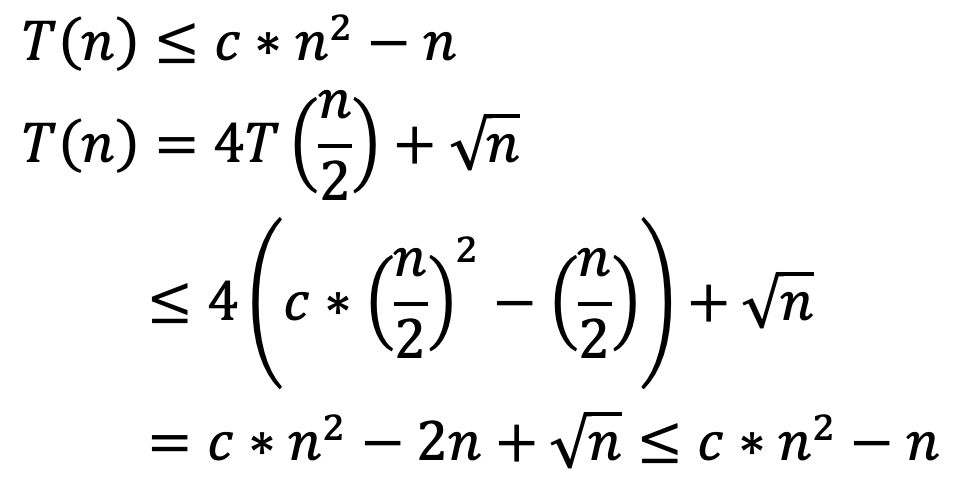 T(n) ≤ c * n² − n
T(n) = 4T(n/2) + √n
≤ 4(c * (n/2)² − (n/2)) + √n
= c * n² − 2n + √n ≤ c * n² − n